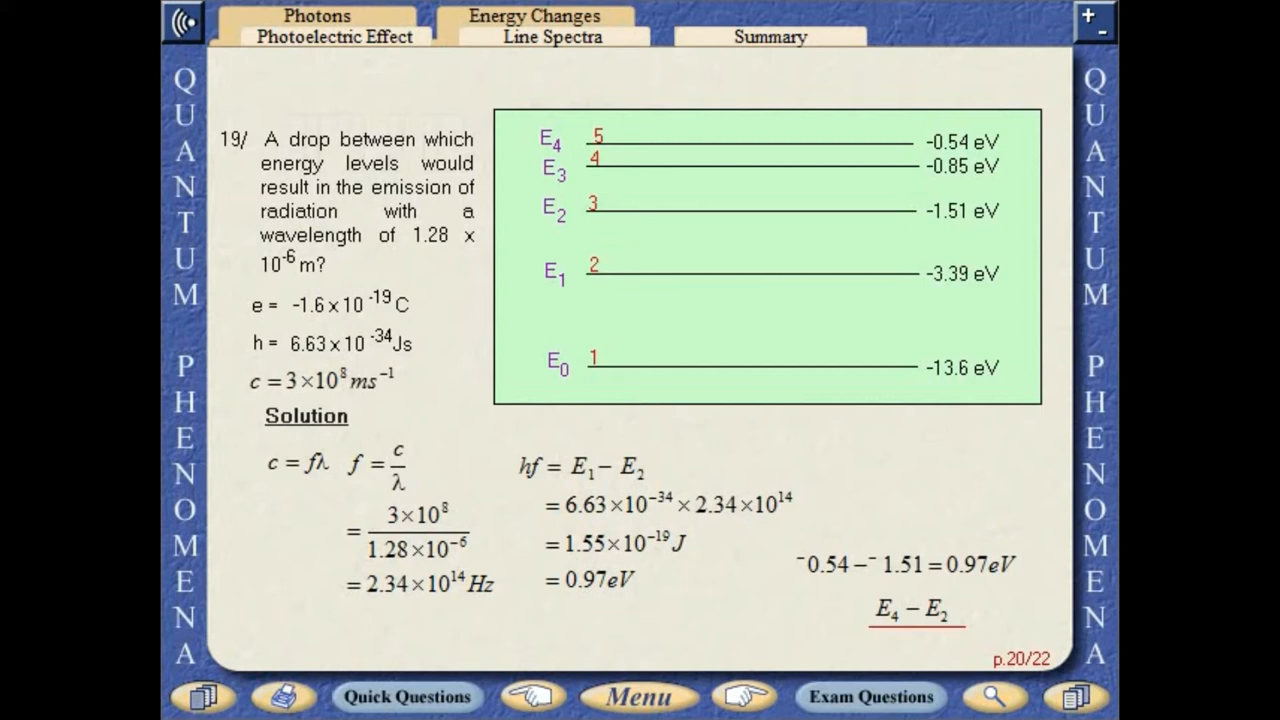 Photons
Energy Changes
+
-
Photoelectric Effect
Line Spectra
Summary
QUANTUM PHENOMENA
19/ A drop between which
energy levels would
result in the emission of
radiation with a
wavelength of 1.28 x
10⁻⁶ m?
e = -1.6 x 10⁻¹⁹ C
h = 6.63 x 10⁻³⁴ Js
c = 3 × 10⁸ ms⁻¹
E₄ 5 -0.54 eV
E₃ 4 -0.85 eV
E₂ 3 -1.51 eV
E₁ 2 -3.39 eV
E₀ 1 -13.6 eV
Solution
c = fλ f = c/λ
= 3×10⁸ / 1.28×10⁻⁶
= 2.34×10¹⁴ Hz
hf = E₁ – E₂
= 6.63×10⁻³⁴ × 2.34×10¹⁴
= 1.55×10⁻¹⁹ J
= 0.97eV
⁻0.54 – ⁻1.51 = 0.97eV
E₄ – E₂
p.20/22
QUANTUM PHENOMENA
Quick Questions
Menu
Exam Questions